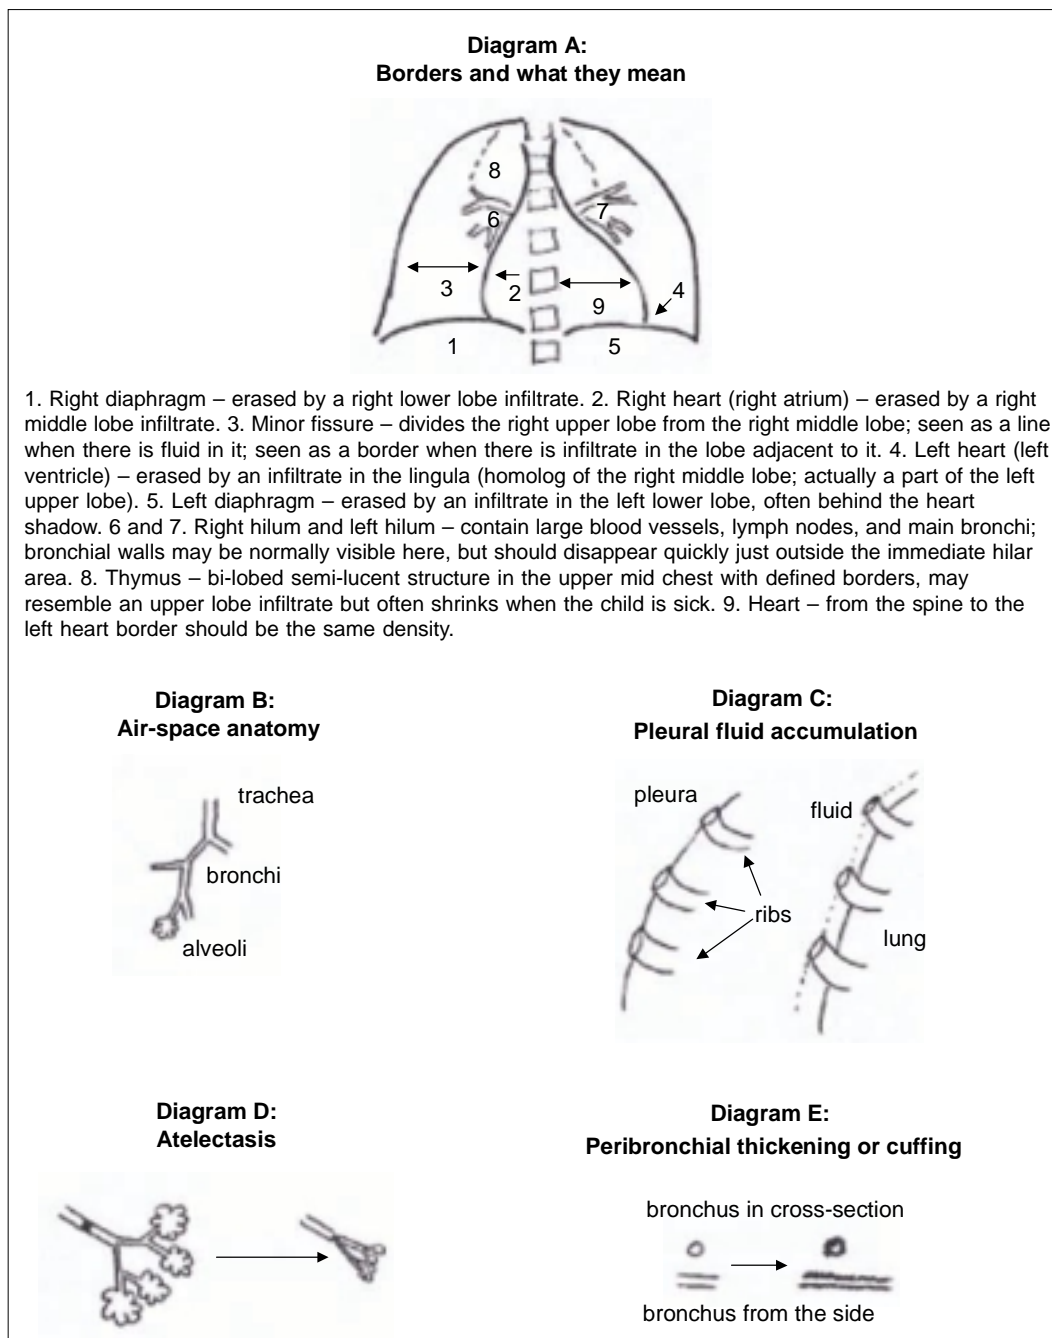 Diagram A:
Borders and what they mean
8
6
7
3
2
9
4
1
5
1. Right diaphragm – erased by a right lower lobe infiltrate. 2. Right heart (right atrium) – erased by a right
middle lobe infiltrate. 3. Minor fissure – divides the right upper lobe from the right middle lobe; seen as a line
when there is fluid in it; seen as a border when there is infiltrate in the lobe adjacent to it. 4. Left heart (left
ventricle) – erased by an infiltrate in the lingula (homolog of the right middle lobe; actually a part of the left
upper lobe). 5. Left diaphragm – erased by an infiltrate in the left lower lobe, often behind the heart
shadow. 6 and 7. Right hilum and left hilum – contain large blood vessels, lymph nodes, and main bronchi;
bronchial walls may be normally visible here, but should disappear quickly just outside the immediate hilar
area. 8. Thymus – bi-lobed semi-lucent structure in the upper mid chest with defined borders, may
resemble an upper lobe infiltrate but often shrinks when the child is sick. 9. Heart – from the spine to the
left heart border should be the same density.
Diagram B:
Air-space anatomy
trachea
bronchi
alveoli
Diagram C:
Pleural fluid accumulation
pleura
fluid
ribs
lung
Diagram D:
Atelectasis
Diagram E:
Peribronchial thickening or cuffing
bronchus in cross-section
bronchus from the side